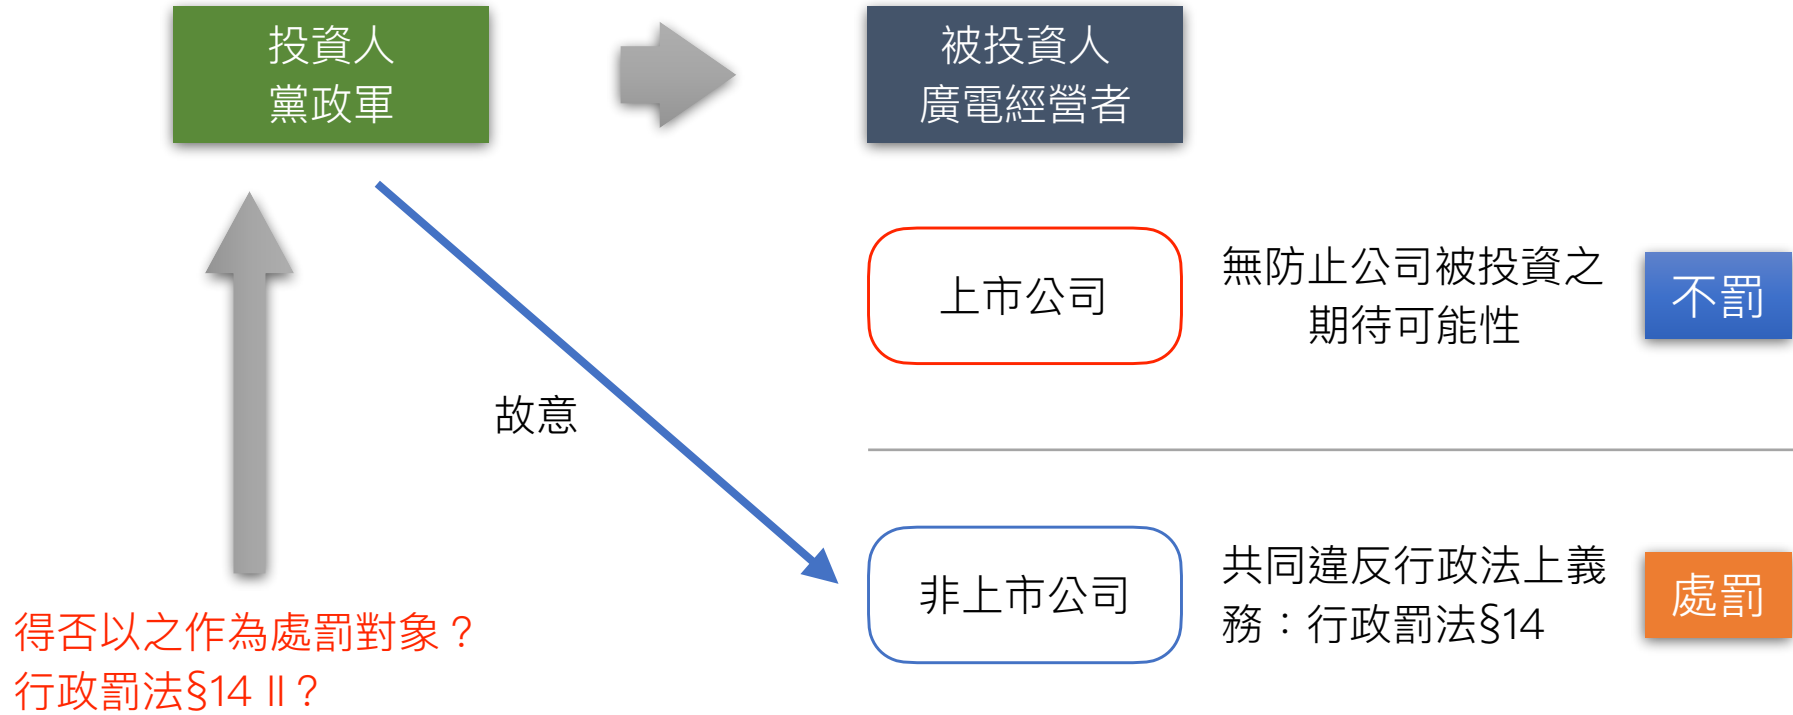 投資人
黨政軍
被投資人
廣電經營者
上市公司
無防止公司被投資之
期待可能性
不罰
故意
非上市公司
共同違反行政法上義
務：行政罰法§14
處罰
得否以之作為處罰對象？
行政罰法§14 II？